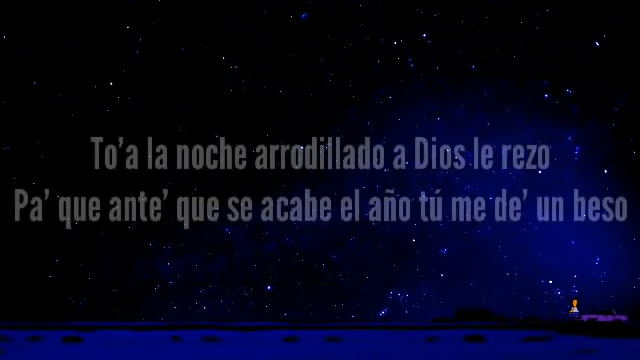 To'a la noche arrodillado a Dios le rezo
Pa' que ante' que se acabe el año tú me de' un beso